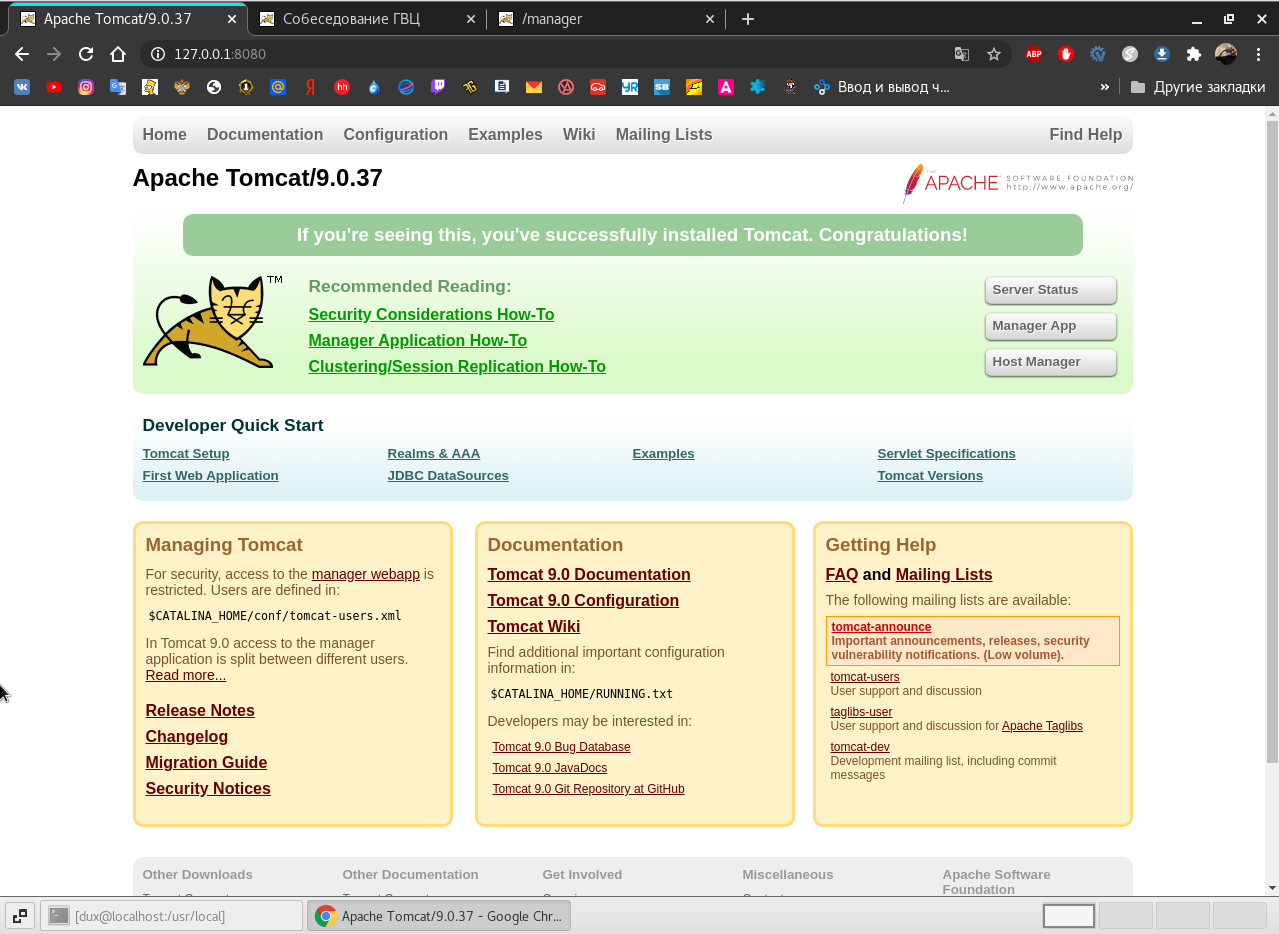 Apache Tomcat/9.0.37
Собеседование ГВЦ
/manager
127.0.0.1:8080
Ввод и вывод ч...
»
Другие закладки
Home Documentation Configuration Examples Wiki Mailing Lists Find Help
Apache Tomcat/9.0.37
THE APACHE SOFTWARE FOUNDATION
http://www.apache.org/
If you're seeing this, you've successfully installed Tomcat. Congratulations!
TM
Recommended Reading:
Security Considerations How-To
Manager Application How-To
Clustering/Session Replication How-To
Server Status
Manager App
Host Manager
Developer Quick Start
Tomcat Setup
First Web Application
Realms & AAA
JDBC DataSources
Examples
Servlet Specifications
Tomcat Versions
Managing Tomcat
For security, access to the manager webapp is
restricted. Users are defined in:
$CATALINA_HOME/conf/tomcat-users.xml
In Tomcat 9.0 access to the manager
application is split between different users.
Read more...
Release Notes
Changelog
Migration Guide
Security Notices
Documentation
Tomcat 9.0 Documentation
Tomcat 9.0 Configuration
Tomcat Wiki
Find additional important configuration
information in:
$CATALINA_HOME/RUNNING.txt
Developers may be interested in:
Tomcat 9.0 Bug Database
Tomcat 9.0 JavaDocs
Tomcat 9.0 Git Repository at GitHub
Getting Help
FAQ and Mailing Lists
The following mailing lists are available:
tomcat-announce
Important announcements, releases, security
vulnerability notifications. (Low volume).
tomcat-users
User support and discussion
taglibs-user
User support and discussion for Apache Taglibs
tomcat-dev
Development mailing list, including commit
messages
Other Downloads
Other Documentation
Get Involved
Miscellaneous
Apache Software
Foundation
[dux@localhost:/usr/local]
Apache Tomcat/9.0.37 - Google Chr...